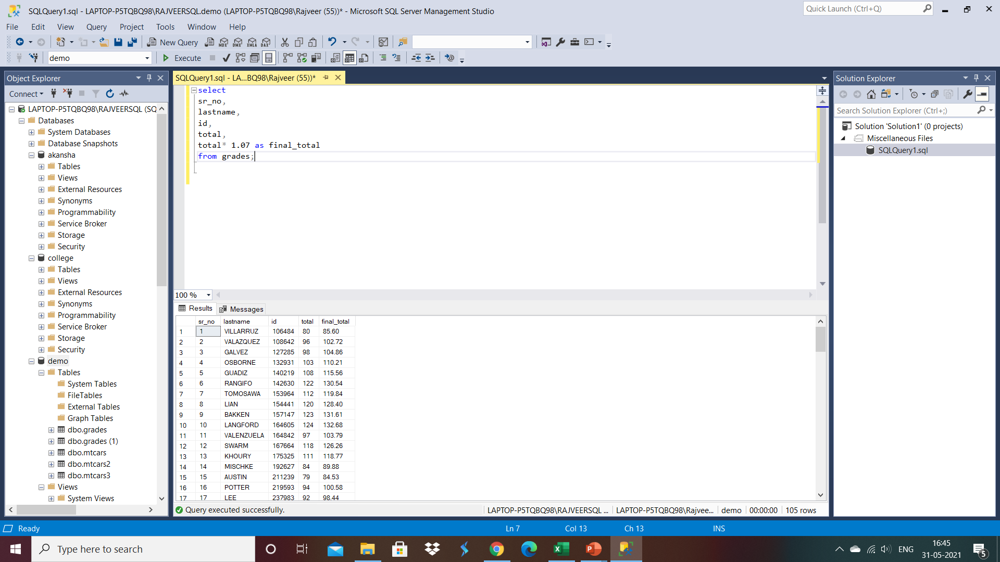 SQLQuery1.sql - LAPTOP-P5TQBQ98\RAJVEERSQL.demo (LAPTOP-P5TQBQ98\Rajveer (55))* - Microsoft SQL Server Management Studio
Quick Launch (Ctrl+Q)
File Edit View Query Project Tools Window Help
New Query MDX DMX XMLA DAX
demo Execute
Object Explorer
Connect
LAPTOP-P5TQBQ98\RAJVEERSQL (SQ
Databases
System Databases
Database Snapshots
akansha
Tables
Views
External Resources
Synonyms
Programmability
Service Broker
Storage
Security
college
Tables
Views
External Resources
Synonyms
Programmability
Service Broker
Storage
Security
demo
Tables
System Tables
FileTables
External Tables
Graph Tables
dbo.grades
dbo.grades (1)
dbo.mtcars
dbo.mtcars2
dbo.mtcars3
Views
System Views
SQLQuery1.sql - LA...BQ98\Rajveer (55))*
select
sr_no,
lastname,
id,
total,
total* 1.07 as final_total
from grades;
100 %
Results Messages
sr_no lastname id total final_total
1 1 VILLARRUZ 106484 80 85.60
2 2 VALAZQUEZ 108642 96 102.72
3 3 GALVEZ 127285 98 104.86
4 4 OSBORNE 132931 103 110.21
5 5 GUADIZ 140219 108 115.56
6 6 RANGIFO 142630 122 130.54
7 7 TOMOSAWA 153964 112 119.84
8 8 LIAN 154441 120 128.40
9 9 BAKKEN 157147 123 131.61
10 10 LANGFORD 164605 124 132.68
11 11 VALENZUELA 164842 97 103.79
12 12 SWARM 167664 118 126.26
13 13 KHOURY 175325 111 118.77
14 14 MISCHKE 192627 84 89.88
15 15 AUSTIN 211239 79 84.53
16 16 POTTER 219593 94 100.58
17 17 LEE 237983 92 98.44
Query executed successfully. LAPTOP-P5TQBQ98\RAJVEERSQL ... LAPTOP-P5TQBQ98\Rajvee... demo 00:00:00 105 rows
Solution Explorer
Search Solution Explorer (Ctrl+;)
Solution 'Solution1' (0 projects)
Miscellaneous Files
SQLQuery1.sql
Ready Ln 7 Col 13 Ch 13 INS
Type here to search
ENG
16:45
31-05-2021
5